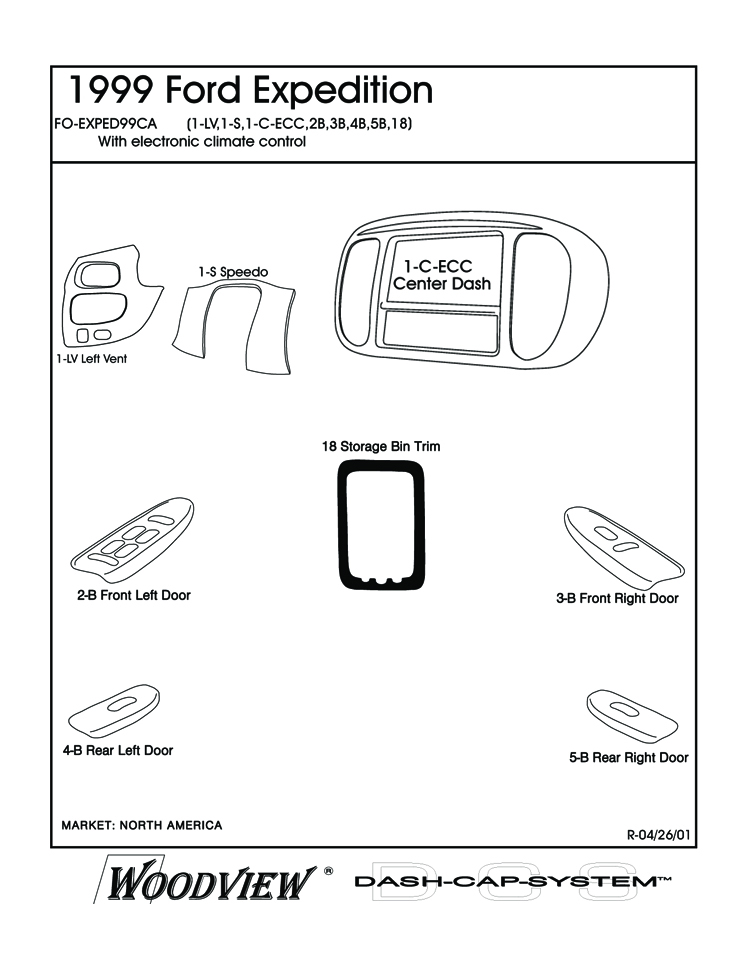 1999 Ford Expedition
FO-EXPED99CA (1-LV,1-S,1-C-ECC,2B,3B,4B,5B,18)
With electronic climate control
1-S Speedo
1-C-ECC
Center Dash
1-LV Left Vent
18 Storage Bin Trim
2-B Front Left Door
3-B Front Right Door
4-B Rear Left Door
5-B Rear Right Door
MARKET: NORTH AMERICA
R-04/26/01
WOODVIEW ® DCS DASH-CAP-SYSTEM™